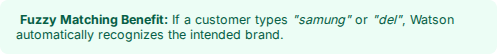 Fuzzy Matching Benefit: If a customer types "samung" or "del", Watson
automatically recognizes the intended brand.